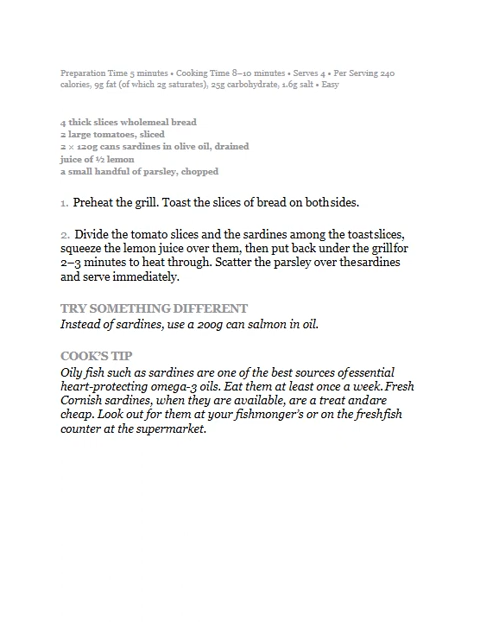 Preparation Time 5 minutes • Cooking Time 8–10 minutes • Serves 4 • Per Serving 240
calories, 9g fat (of which 2g saturates), 25g carbohydrate, 1.6g salt • Easy
4 thick slices wholemeal bread
2 large tomatoes, sliced
2 × 120g cans sardines in olive oil, drained
juice of ½ lemon
a small handful of parsley, chopped
1. Preheat the grill. Toast the slices of bread on bothsides.
2. Divide the tomato slices and the sardines among the toastslices,
squeeze the lemon juice over them, then put back under the grillfor
2–3 minutes to heat through. Scatter the parsley over thesardines
and serve immediately.
TRY SOMETHING DIFFERENT
Instead of sardines, use a 200g can salmon in oil.
COOK'S TIP
Oily fish such as sardines are one of the best sources ofessential
heart-protecting omega-3 oils. Eat them at least once a week.Fresh
Cornish sardines, when they are available, are a treat andare
cheap. Look out for them at your fishmonger's or on the freshfish
counter at the supermarket.